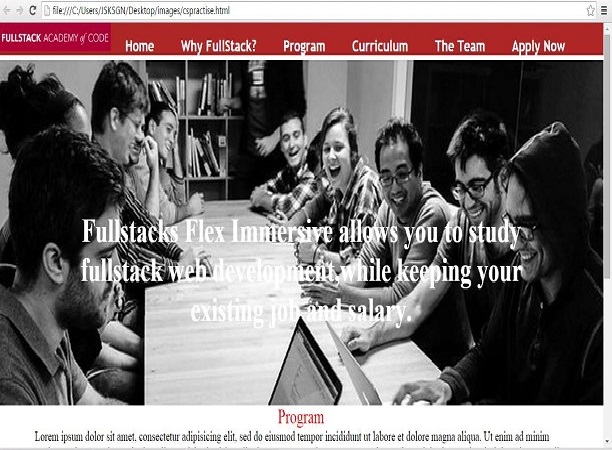 file:///C:/Users/JSKSGN/Desktop/images/cspractise.html
FULLSTACK ACADEMY of CODE
Home Why FullStack? Program Curriculum The Team Apply Now
Fullstacks Flex Immersive allows you to study
fullstack web development,while keeping your
existing job and salary.
Program
Lorem ipsum dolor sit amet, consectetur adipisicing elit, sed do eiusmod tempor incididunt ut labore et dolore magna aliqua. Ut enim ad minim